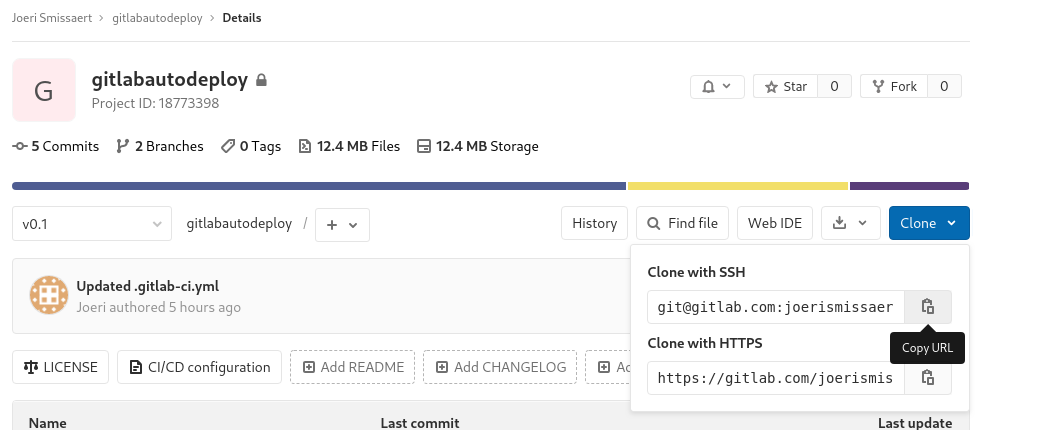 Joeri Smissaert > gitlabautodeploy > Details
G
gitlabautodeploy
Project ID: 18773398
Star 0 Fork 0
5 Commits 2 Branches 0 Tags 12.4 MB Files 12.4 MB Storage
v0.1 gitlabautodeploy / + History Find file Web IDE Clone
Updated .gitlab-ci.yml
Joeri authored 5 hours ago
Clone with SSH
git@gitlab.com:joerismissaer
Copy URL
Clone with HTTPS
https://gitlab.com/joerismis
LICENSE CI/CD configuration Add README Add CHANGELOG Ad
Name Last commit Last update